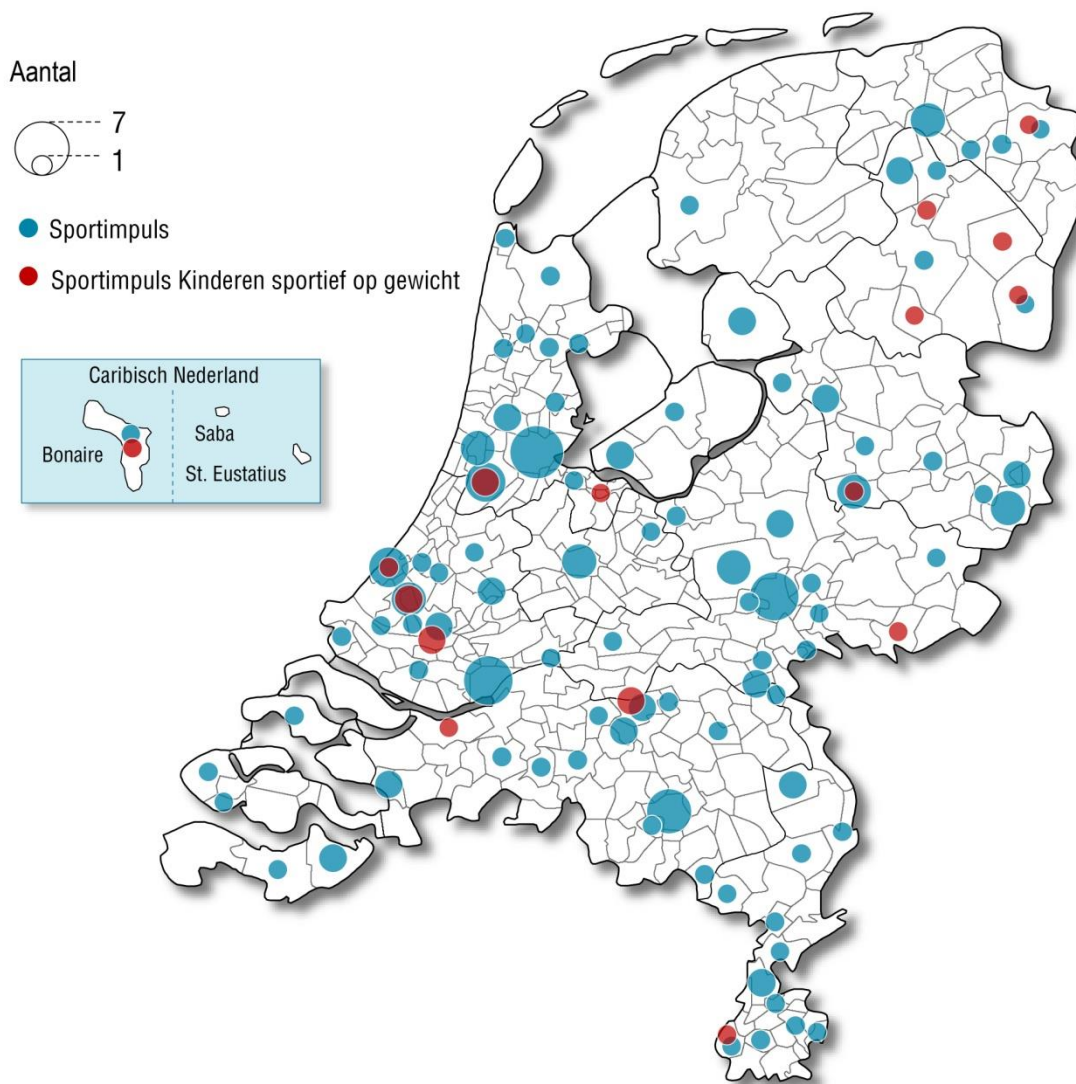 Aantal
7
1
Sportimpuls
Sportimpuls Kinderen sportief op gewicht
Caribisch Nederland
Saba
Bonaire
St. Eustatius